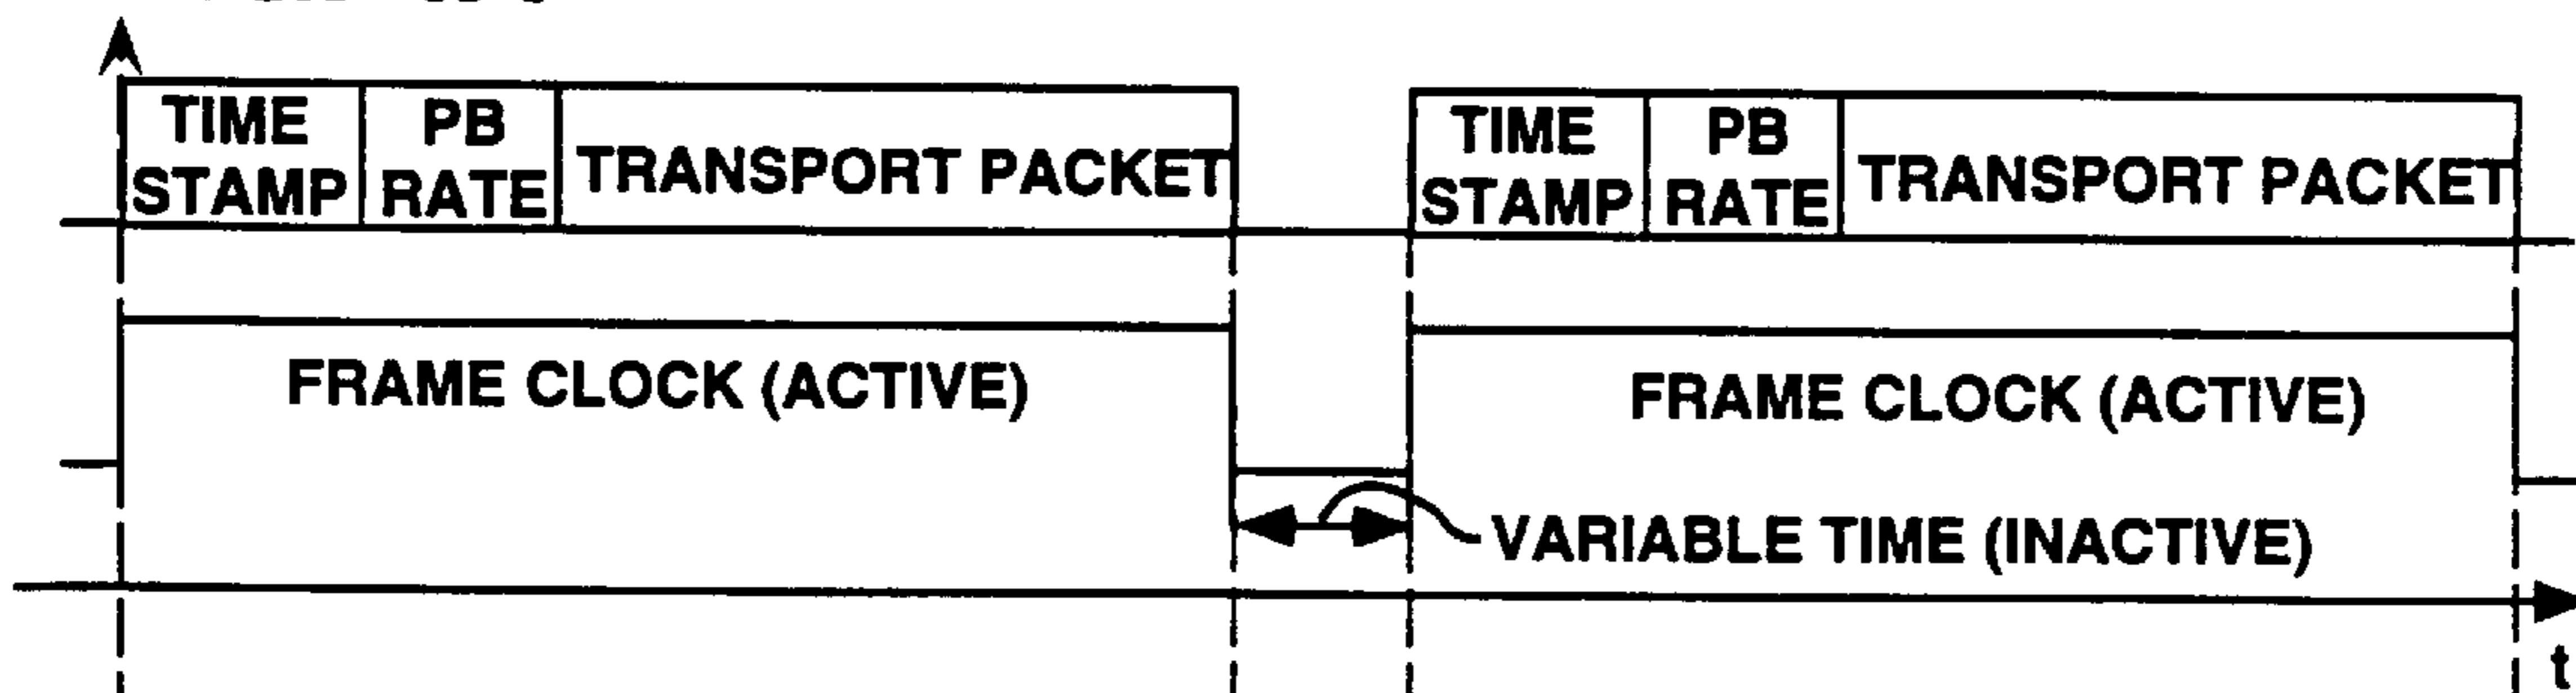 TIME
STAMP
PB
RATE
TRANSPORT PACKET
TIME
STAMP
PB
RATE
TRANSPORT PACKET
FRAME CLOCK (ACTIVE)
FRAME CLOCK (ACTIVE)
VARIABLE TIME (INACTIVE)
t